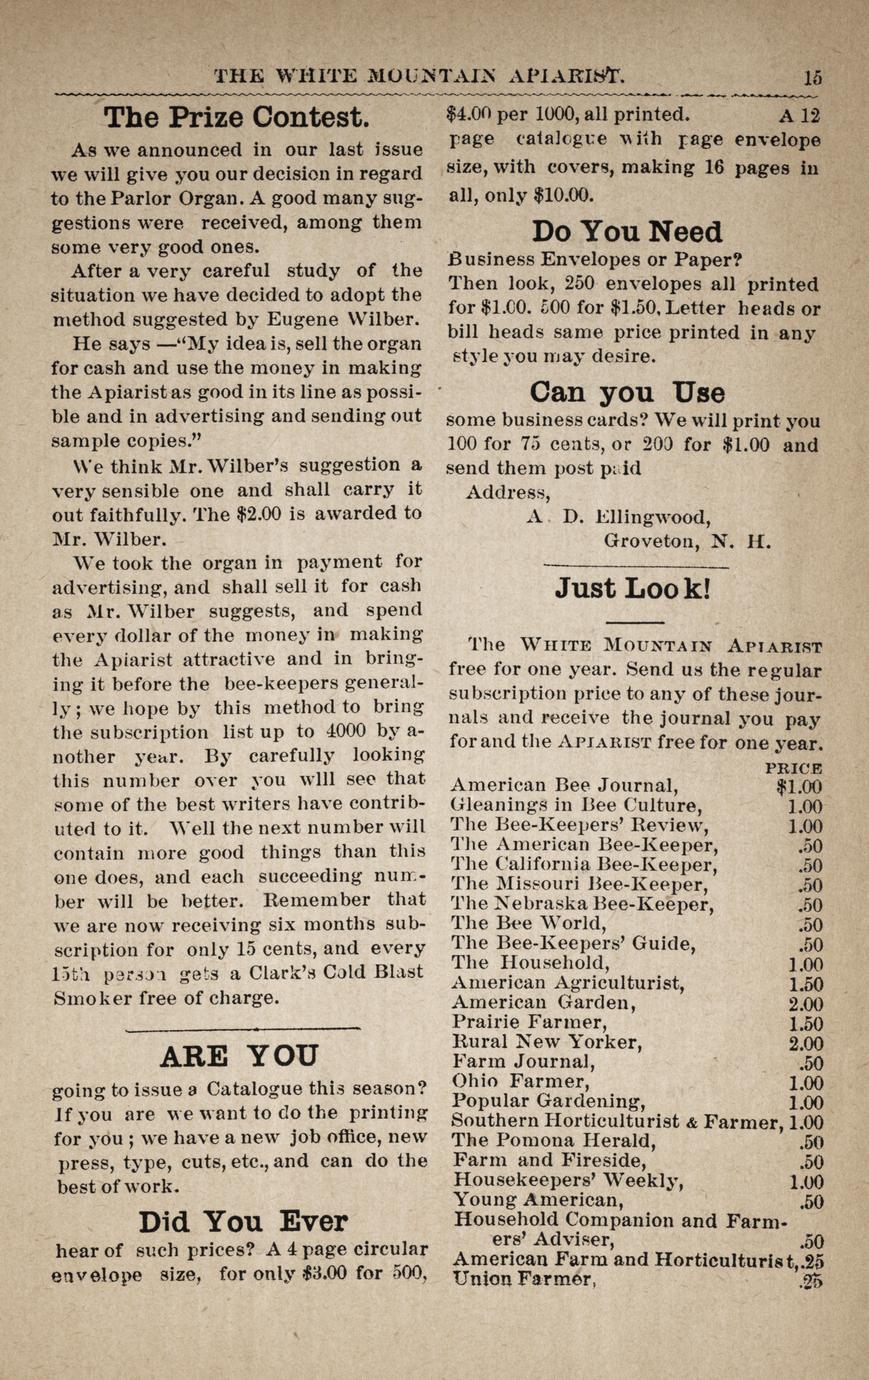 THE WHITE MOUNTAIN APIARIST. 15
The Prize Contest.
As we announced in our last issue
we will give you our decision in regard
to the Parlor Organ. A good many sug-
gestions were received, among them
some very good ones.
After a very careful study of the
situation we have decided to adopt the
method suggested by Eugene Wilber.
He says —“My idea is, sell the organ
for cash and use the money in making
the Apiarist as good in its line as possi-
ble and in advertising and sending out
sample copies.”
We think Mr. Wilber’s suggestion a
very sensible one and shall carry it
out faithfully. The $2.00 is awarded to
Mr. Wilber.
We took the organ in payment for
advertising, and shall sell it for cash
as Mr. Wilber suggests, and spend
every dollar of the money in making
the Apiarist attractive and in bring-
ing it before the bee-keepers general-
ly; we hope by this method to bring
the subscription list up to 4000 by a-
nother year. By carefully looking
this number over you wlll see that
some of the best writers have contrib-
uted to it. Well the next number will
contain more good things than this
one does, and each succeeding num-
ber will be better. Remember that
we are now receiving six months sub-
scription for only 15 cents, and every
15th person gets a Clark’s Cold Blast
Smoker free of charge.
ARE YOU
going to issue a Catalogue this season?
If you are we want to do the printing
for you ; we have a new job office, new
press, type, cuts, etc., and can do the
best of work.
Did You Ever
hear of such prices? A 4 page circular
envelope size, for only $3.00 for 500,
$4.00 per 1000, all printed. A 12
page catalogue with page envelope
size, with covers, making 16 pages in
all, only $10.00.
Do You Need
Business Envelopes or Paper?
Then look, 250 envelopes all printed
for $1.00. 500 for $1.50, Letter heads or
bill heads same price printed in any
style you may desire.
Can you Use
some business cards? We will print you
100 for 75 cents, or 200 for $1.00 and
send them post paid
Address,
A. D. Ellingwood,
Groveton, N. H.
Just Look!
The WHITE MOUNTAIN APIARIST
free for one year. Send us the regular
subscription price to any of these jour-
nals and receive the journal you pay
for and the APIARIST free for one year.
PRICE
American Bee Journal, $1.00
Gleanings in Bee Culture, 1.00
The Bee-Keepers’ Review, 1.00
The American Bee-Keeper, .50
The California Bee-Keeper, .50
The Missouri Bee-Keeper, .50
The Nebraska Bee-Keeper, .50
The Bee World, .50
The Bee-Keepers’ Guide, .50
The Household, 1.00
American Agriculturist, 1.50
American Garden, 2.00
Prairie Farmer, 1.50
Rural New Yorker, 2.00
Farm Journal, .50
Ohio Farmer, 1.00
Popular Gardening, 1.00
Southern Horticulturist & Farmer, 1.00
The Pomona Herald, .50
Farm and Fireside, .50
Housekeepers’ Weekly, 1.00
Young American, .50
Household Companion and Farm-
ers’ Adviser, .50
American Farm and Horticulturist, .25
Union Farmer, .25